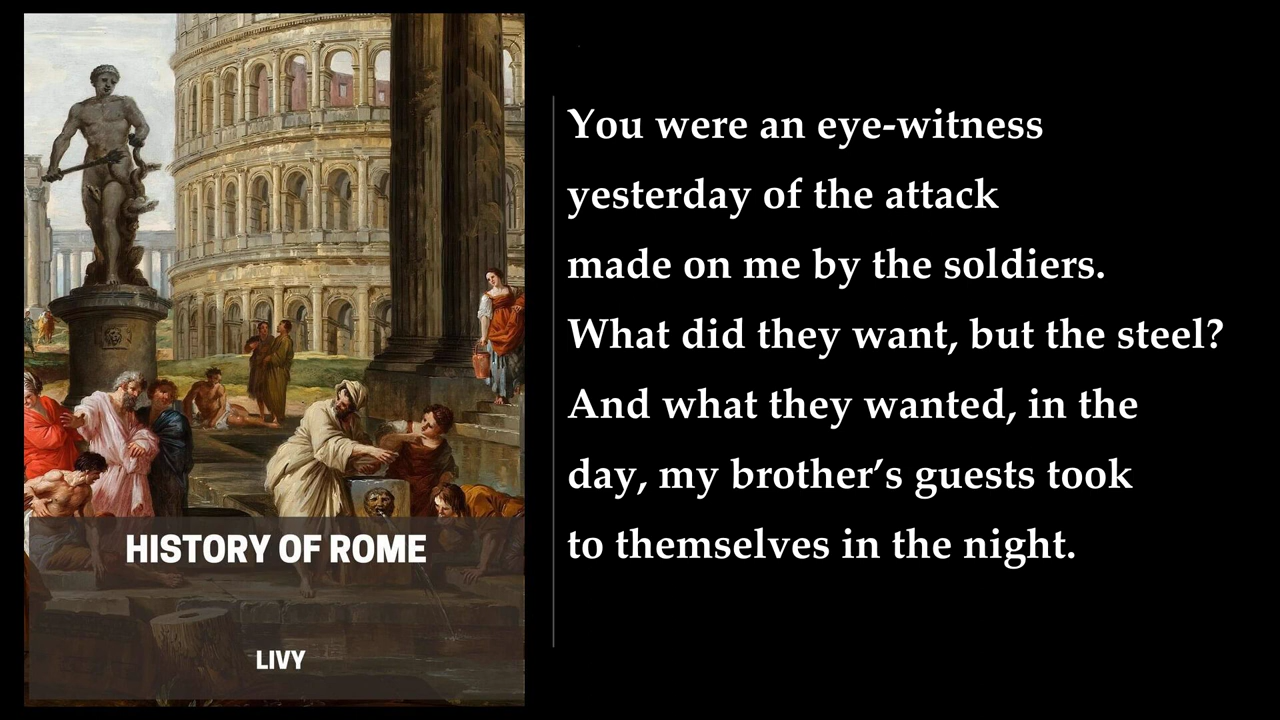 HISTORY OF ROME
LIVY
You were an eye-witness
yesterday of the attack
made on me by the soldiers.
What did they want, but the steel?
And what they wanted, in the
day, my brother’s guests took
to themselves in the night.